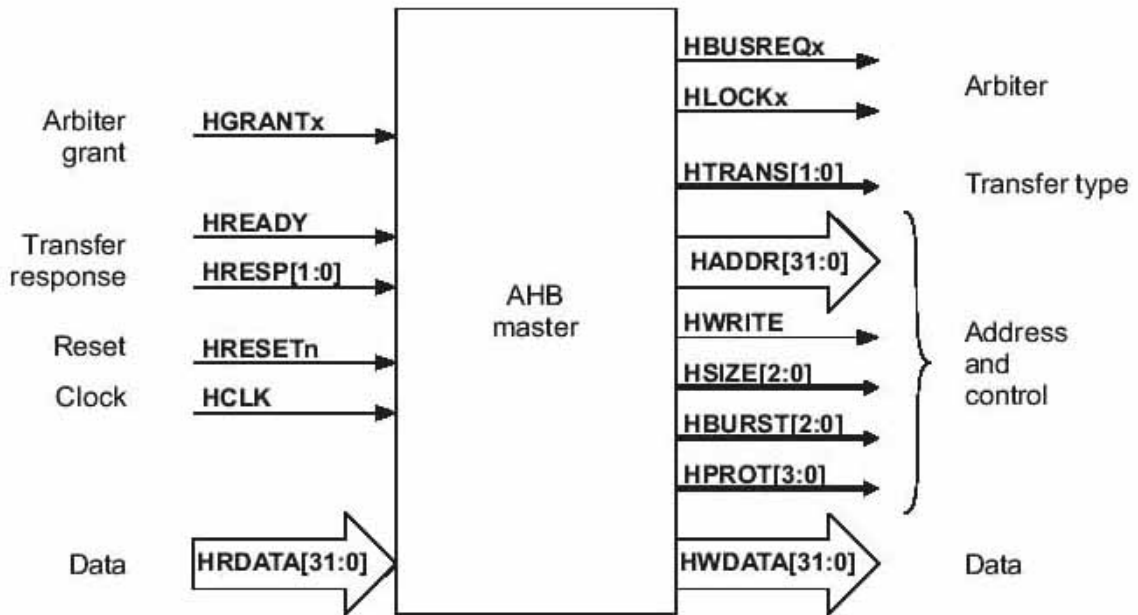 Arbiter
grant
HGRANTx
Transfer
response
HREADY
HRESP[1:0]
Reset
HRESETn
Clock
HCLK
Data
HRDATA[31:0]
AHB
master
HBUSREQx
HLOCKx
Arbiter
HTRANS[1:0]
Transfer type
HADDR[31:0]
HWRITE
HSIZE[2:0]
HBURST[2:0]
HPROT[3:0]
Address
and
control
HWDATA[31:0]
Data